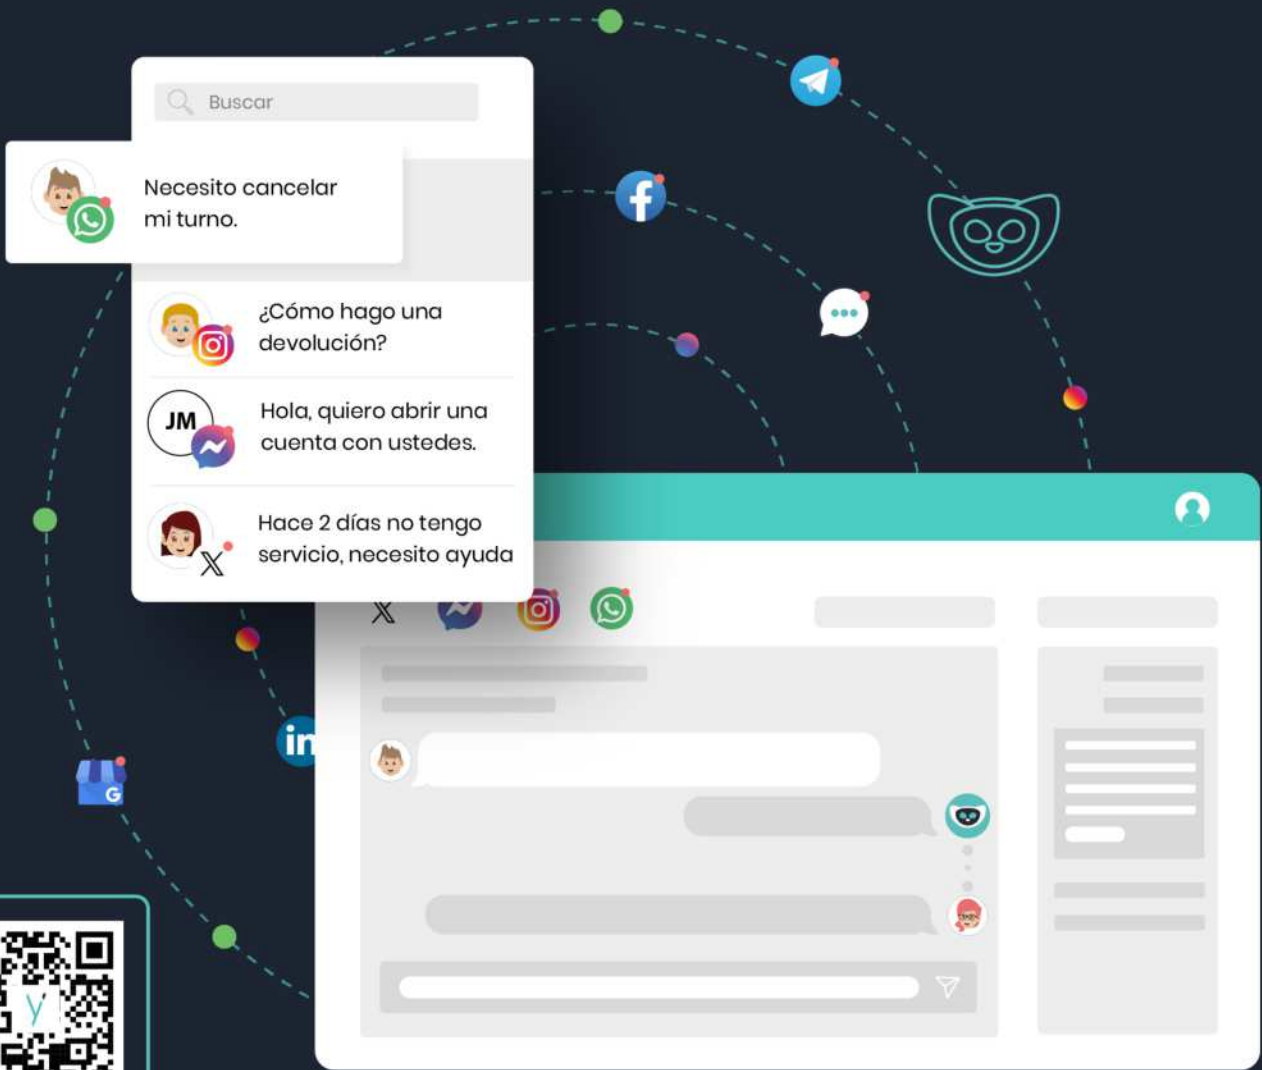 Buscar
Necesito cancelar
mi turno.
¿Cómo hago una
devolución?
JM
Hola, quiero abrir una
cuenta con ustedes.
Hace 2 días no tengo
servicio, necesito ayuda
in
G
y